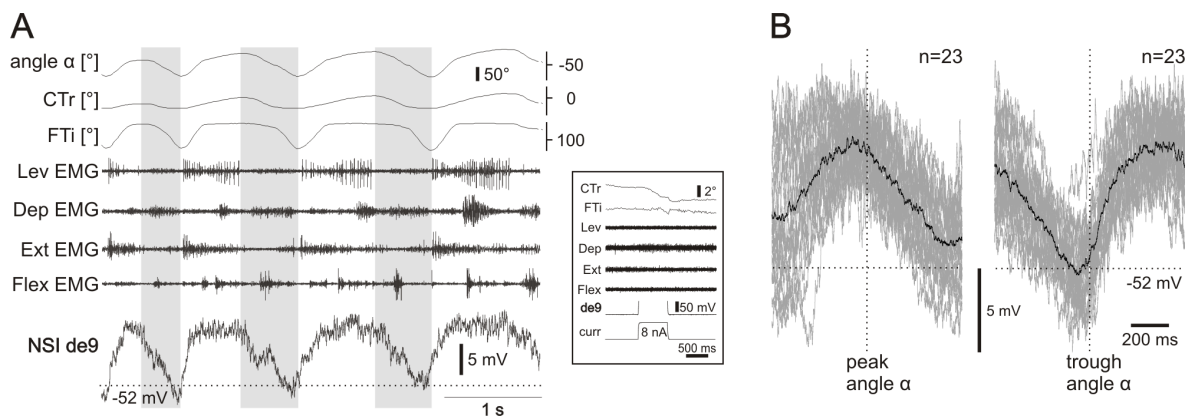 A
angle α [°]
CTr [°]
FTi [°]
Lev EMG
Dep EMG
Ext EMG
Flex EMG
NSI de9
-50
50°
0
100
5 mV
-52 mV
1 s
CTr
2°
FTi
Lev
Dep
Ext
Flex
de9
50 mV
curr
8 nA
500 ms
B
n=23
n=23
-52 mV
5 mV
200 ms
peak
angle α
trough
angle α